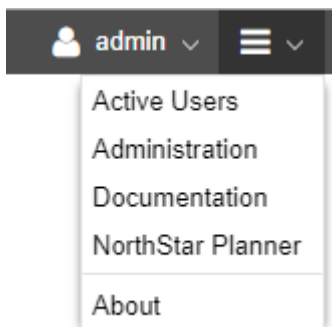 admin
Active Users
Administration
Documentation
NorthStar Planner
About